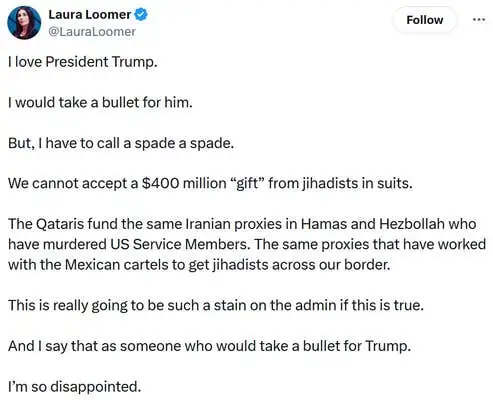 Laura Loomer
@LauraLoomer
Follow
I love President Trump.
I would take a bullet for him.
But, I have to call a spade a spade.
We cannot accept a $400 million “gift” from jihadists in suits.
The Qataris fund the same Iranian proxies in Hamas and Hezbollah who
have murdered US Service Members. The same proxies that have worked
with the Mexican cartels to get jihadists across our border.
This is really going to be such a stain on the admin if this is true.
And I say that as someone who would take a bullet for Trump.
I’m so disappointed.